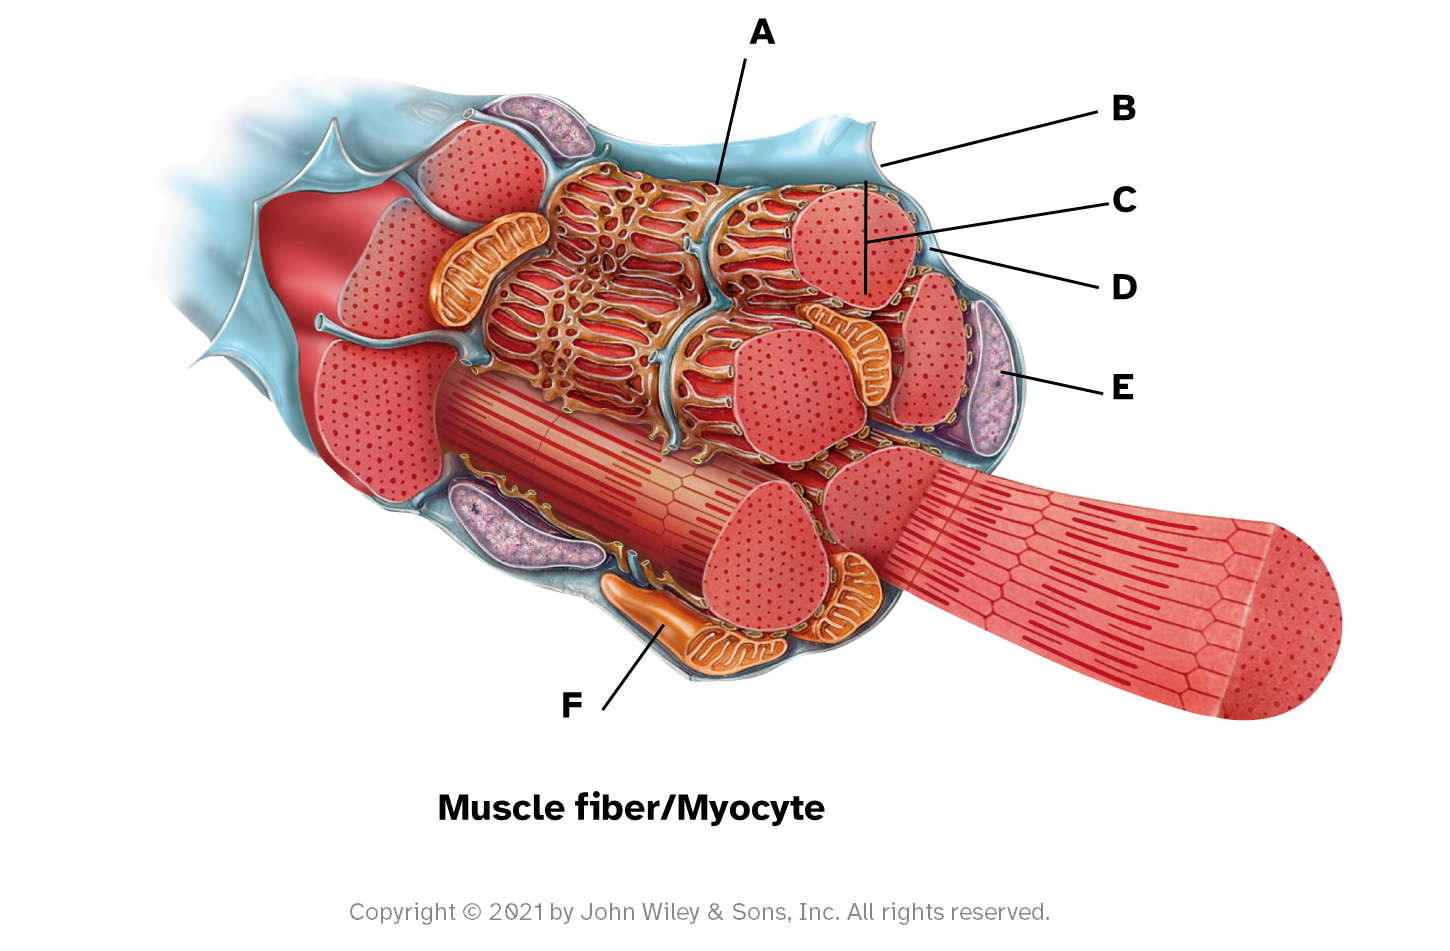 A
B
C
D
E
F
Muscle fiber/Myocyte
Copyright © 2021 by John Wiley & Sons, Inc. All rights reserved.